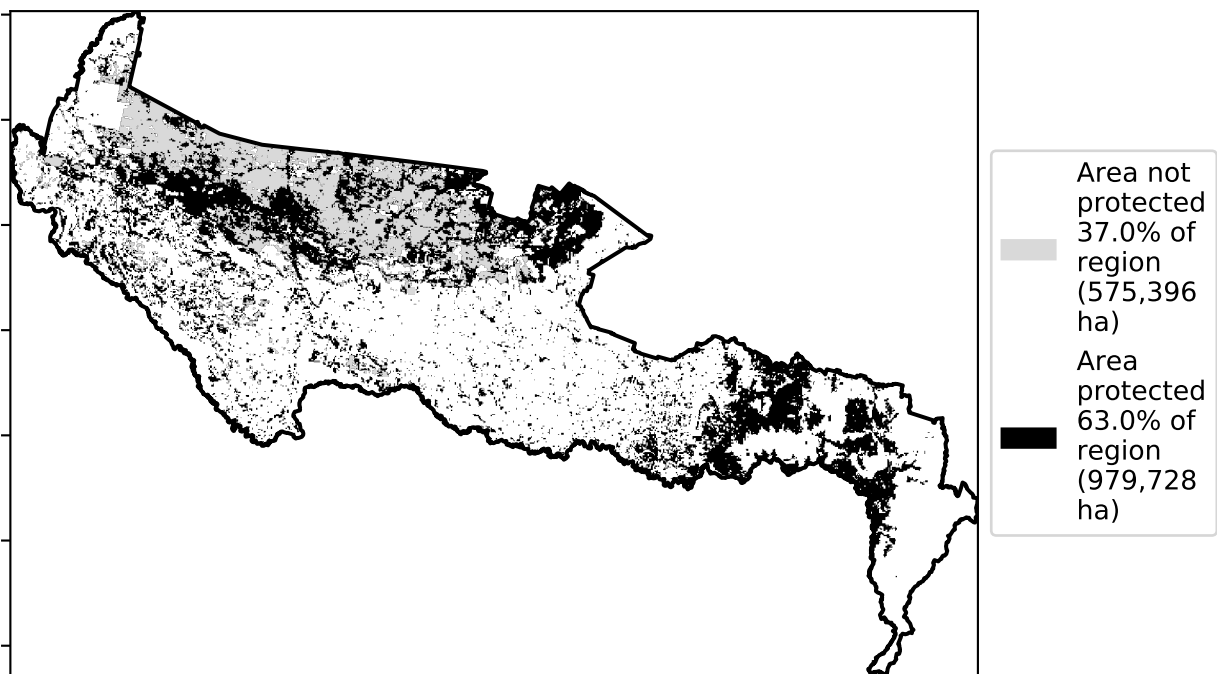 Area not
protected
37.0% of
region
(575,396
ha)
Area
protected
63.0% of
region
(979,728
ha)